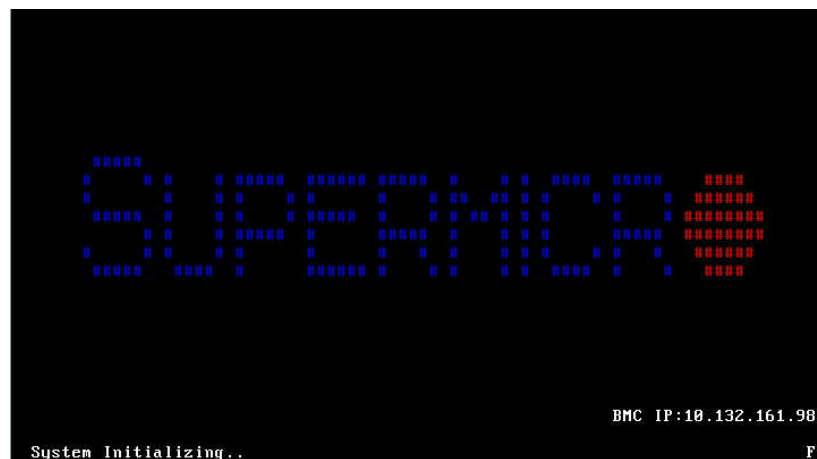 SUPERMICRO
BMC IP:10.132.161.98
System Initializing..
F